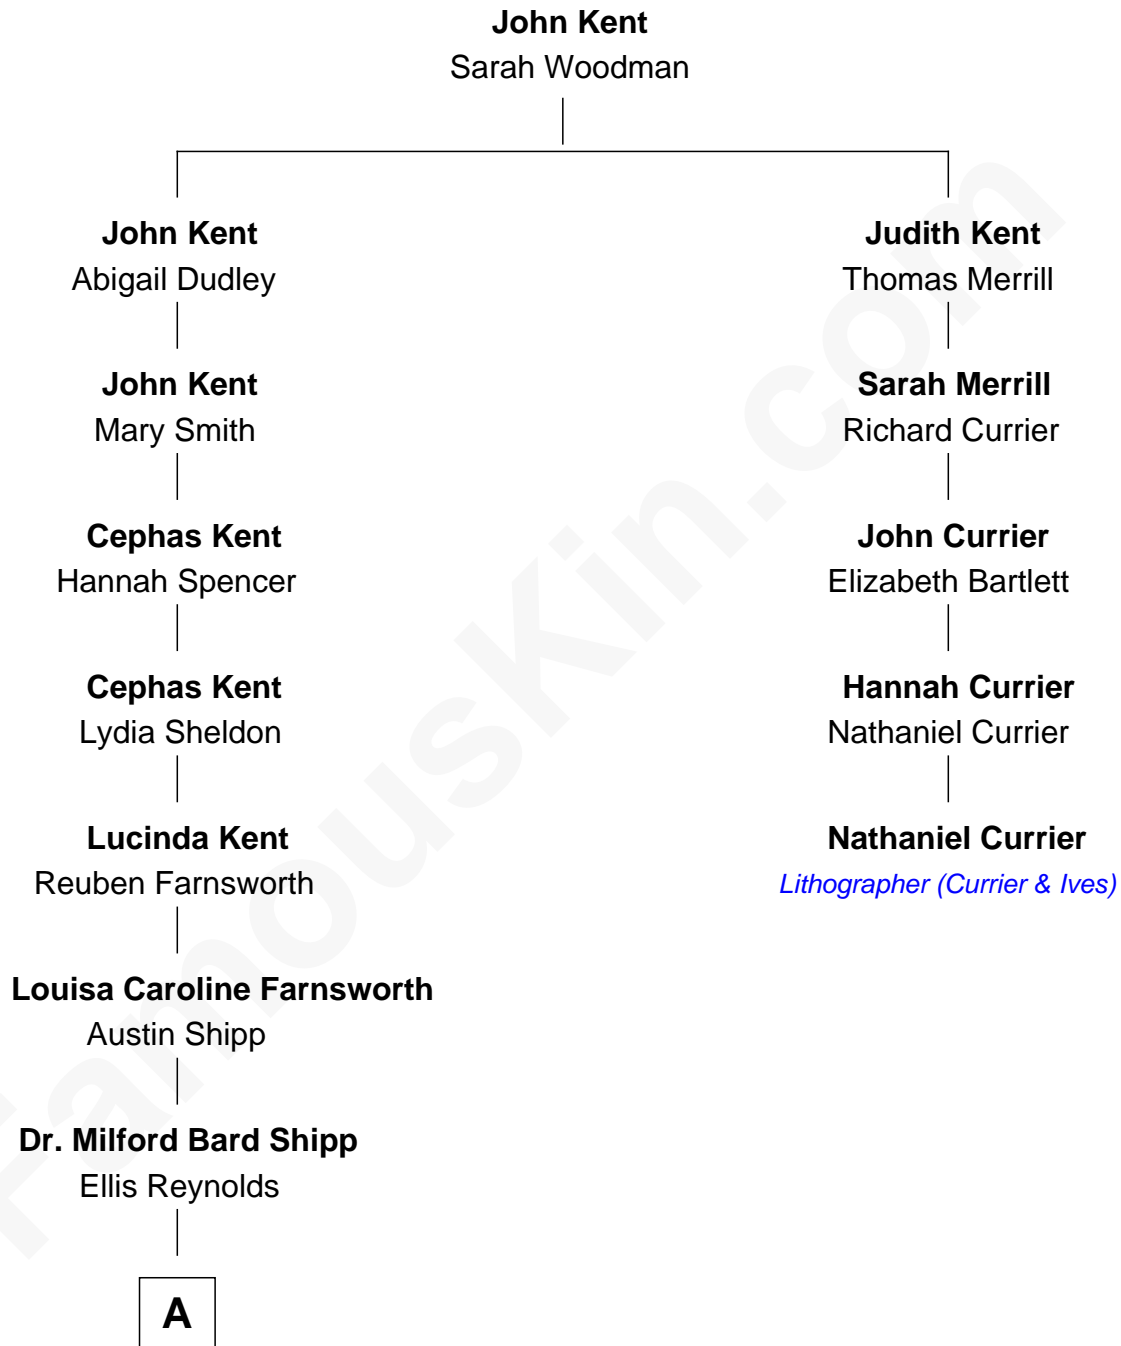 John Kent
Sarah Woodman
John Kent
Abigail Dudley
Judith Kent
Thomas Merrill
John Kent
Mary Smith
Sarah Merrill
Richard Currier
Cephas Kent
Hannah Spencer
John Currier
Elizabeth Bartlett
Cephas Kent
Lydia Sheldon
Hannah Currier
Nathaniel Currier
Lucinda Kent
Reuben Farnsworth
Nathaniel Currier
Lithographer (Currier & Ives)
Louisa Caroline Farnsworth
Austin Shipp
Dr. Milford Bard Shipp
Ellis Reynolds
A
FamousKin.com